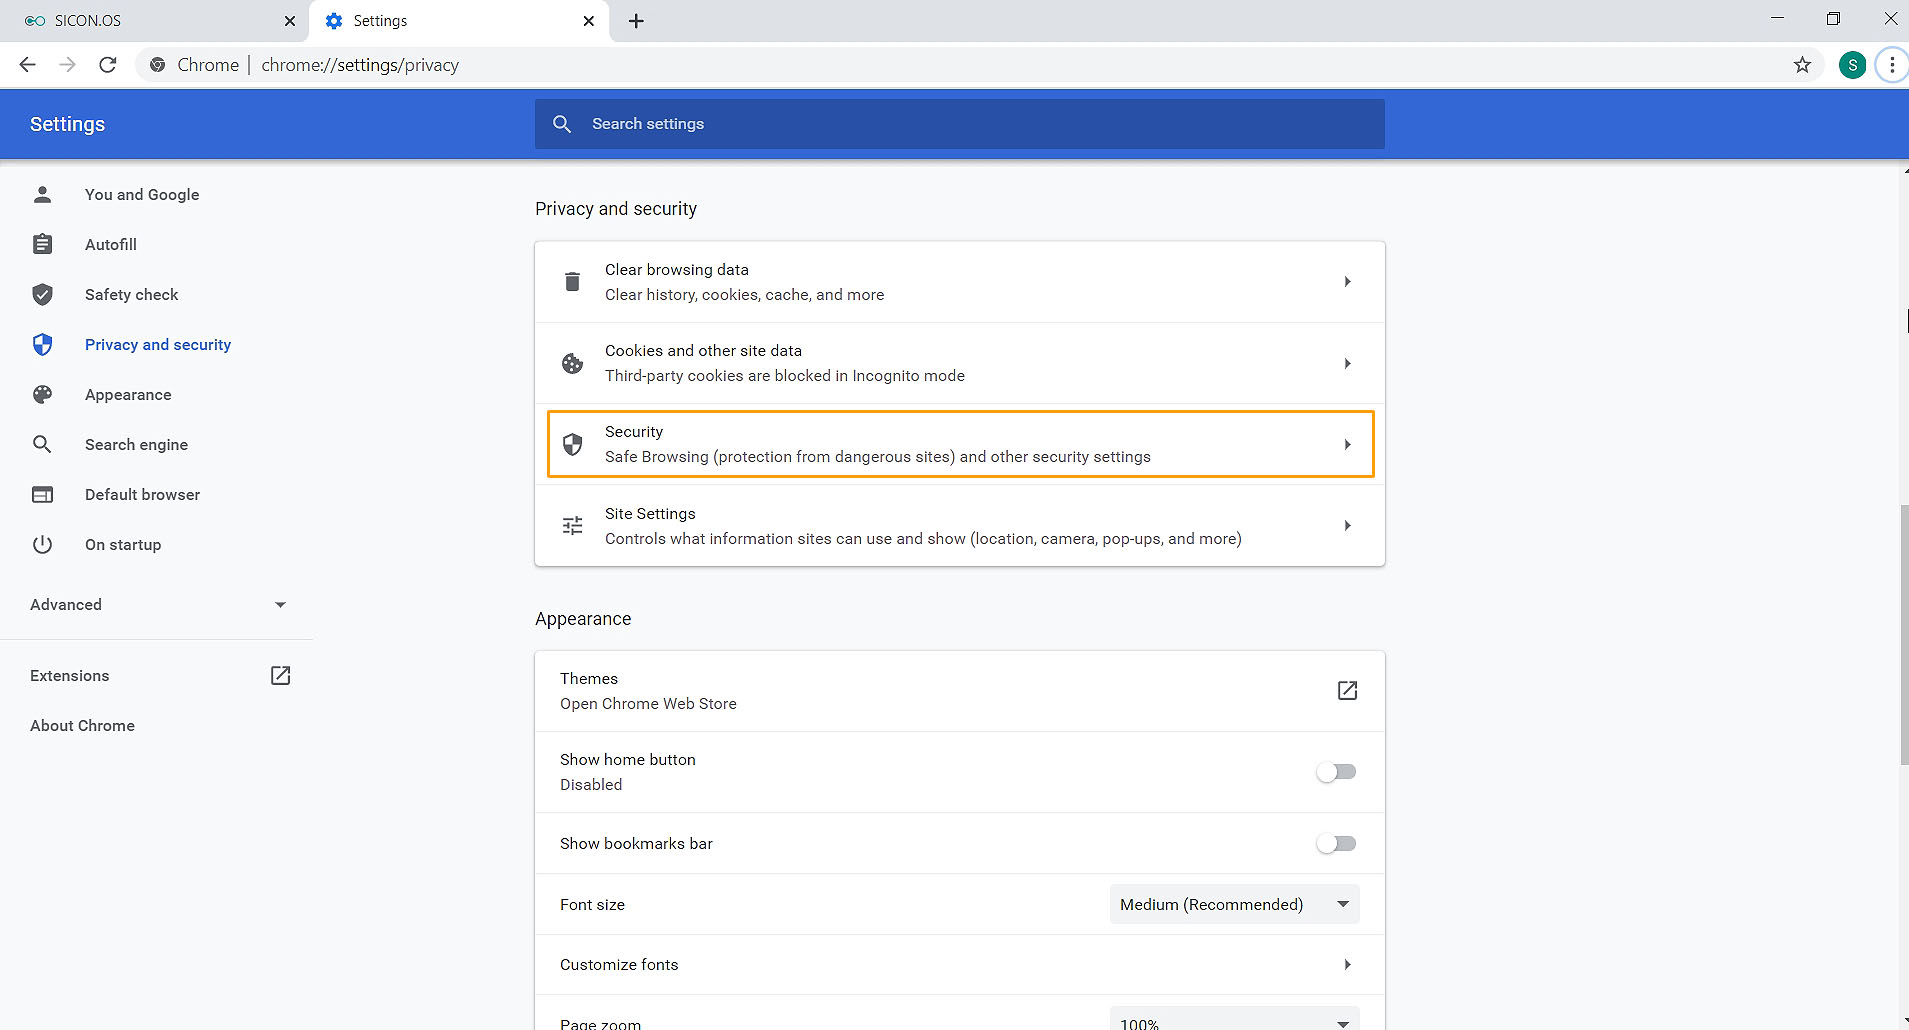 SICON.OS
Settings
Chrome | chrome://settings/privacy
S
Settings
Search settings
You and Google
Autofill
Safety check
Privacy and security
Appearance
Search engine
Default browser
On startup
Advanced
Extensions
About Chrome
Privacy and security
Clear browsing data
Clear history, cookies, cache, and more
Cookies and other site data
Third-party cookies are blocked in Incognito mode
Security
Safe Browsing (protection from dangerous sites) and other security settings
Site Settings
Controls what information sites can use and show (location, camera, pop-ups, and more)
Appearance
Themes
Open Chrome Web Store
Show home button
Disabled
Show bookmarks bar
Font size
Medium (Recommended)
Customize fonts
Page zoom
100%